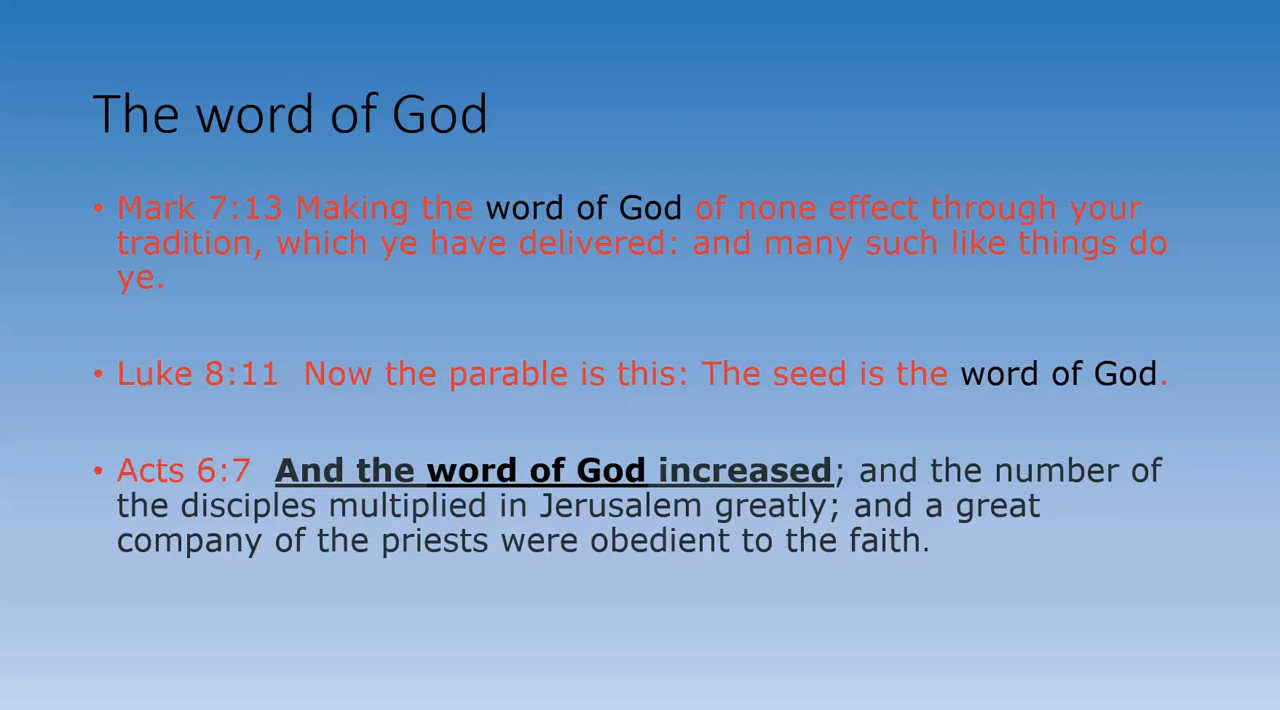 The word of God
• Mark 7:13 Making the word of God of none effect through your
tradition, which ye have delivered: and many such like things do
ye.
• Luke 8:11  Now the parable is this: The seed is the word of God.
• Acts 6:7  And the word of God increased; and the number of
the disciples multiplied in Jerusalem greatly; and a great
company of the priests were obedient to the faith.